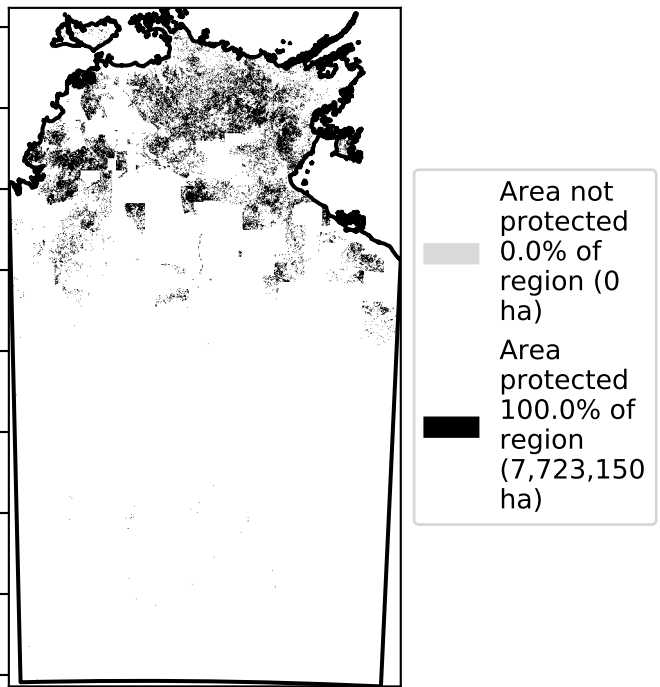 Area not
protected
0.0% of
region (0
ha)
Area
protected
100.0% of
region
(7,723,150
ha)